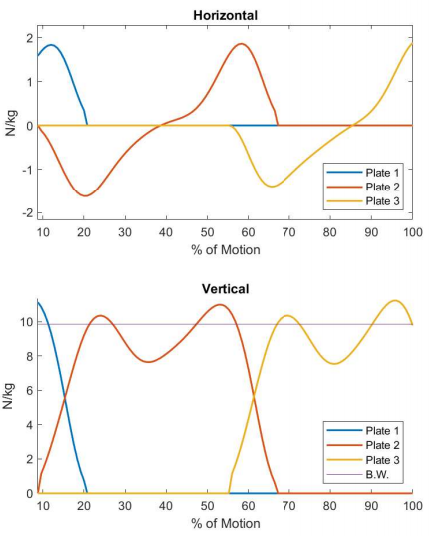 Horizontal
2
1
0
-1
-2
N/kg
10 20 30 40 50 60 70 80 90 100
% of Motion
Plate 1
Plate 2
Plate 3
Vertical
10
8
6
4
2
0
N/kg
10 20 30 40 50 60 70 80 90 100
% of Motion
Plate 1
Plate 2
Plate 3
B.W.